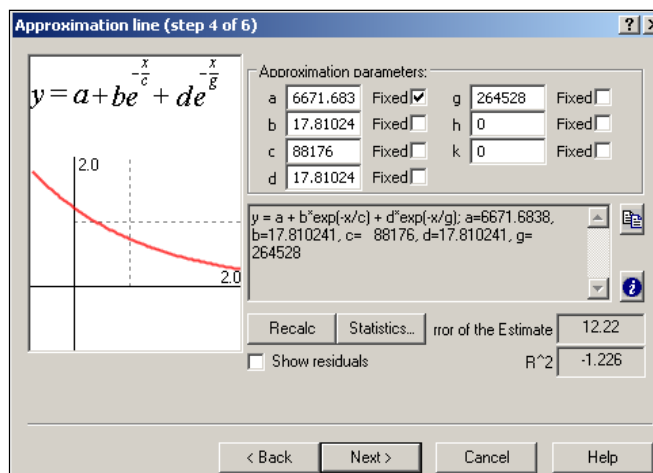 Approximation line (step 4 of 6)
y = a + be^{-x/c} + de^{-x/g}
2.0
2.0
Approximation parameters:
a 6671.683 Fixed g 264528 Fixed
b 17.81024 Fixed h 0 Fixed
c 88176 Fixed k 0 Fixed
d 17.81024 Fixed
y = a + b*exp(-x/c) + d*exp(-x/g); a=6671.6838,
b=17.810241, c= 88176, d=17.810241, g=
264528
Recalc Statistics... rror of the Estimate 12.22
Show residuals R^2 -1.226
< Back Next > Cancel Help